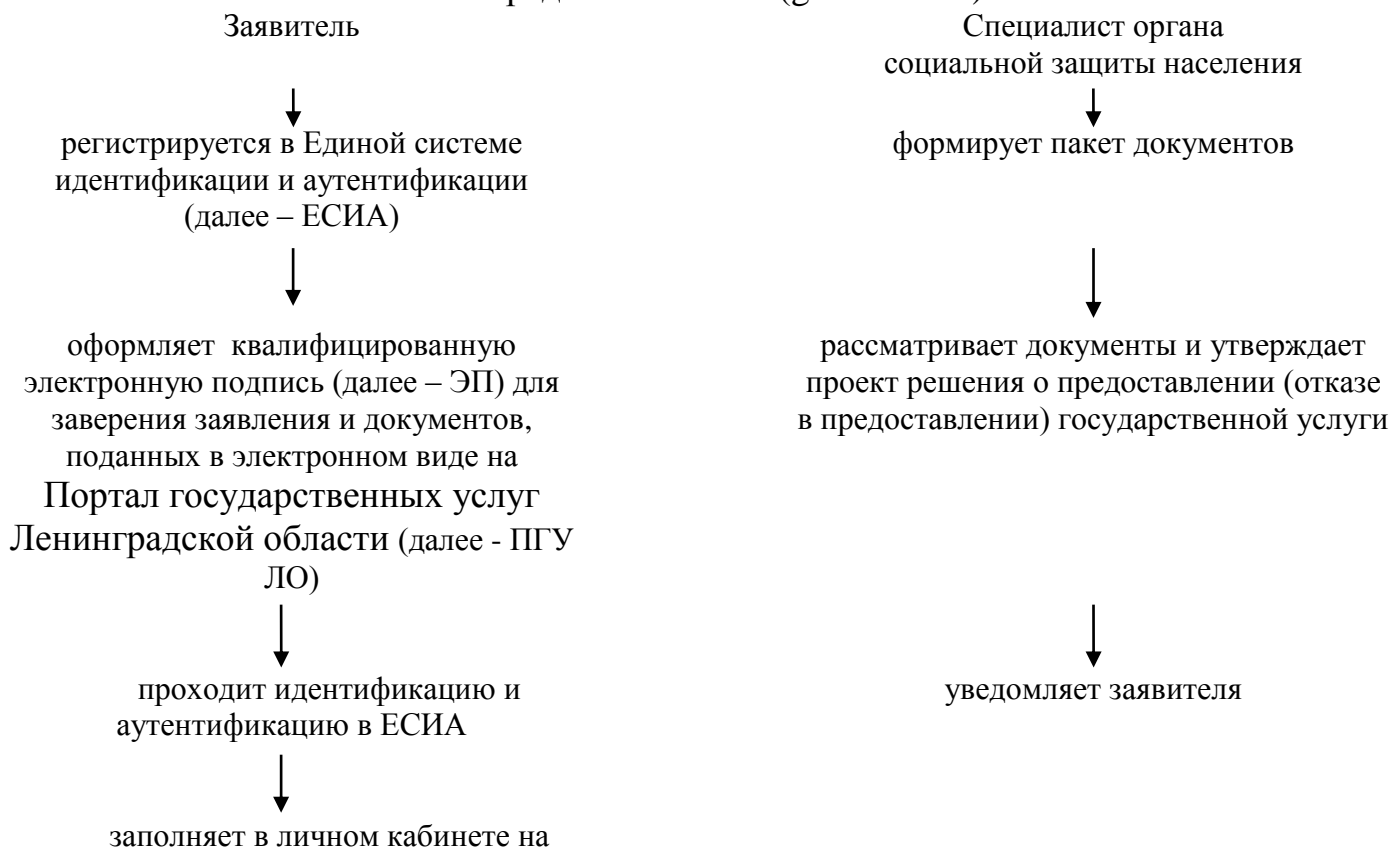 Заявитель
регистрируется в Единой системе
идентификации и аутентификации
(далее – ЕСИА)
оформляет квалифицированную
электронную подпись (далее – ЭП) для
заверения заявления и документов,
поданных в электронном виде на
Портал государственных услуг
Ленинградской области (далее - ПГУ
ЛО)
проходит идентификацию и
аутентификацию в ЕСИА
заполняет в личном кабинете на
Специалист органа
социальной защиты населения
формирует пакет документов
рассматривает документы и утверждает
проект решения о предоставлении (отказе
в предоставлении) государственной услуги
уведомляет заявителя